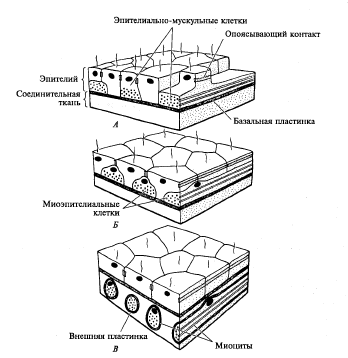 Эпителиально-мускульные клетки
Опоясывающий контакт
Эпителий
Соединительная
ткань
Базальная пластинка
А
Миоэпителиальные
клетки
Б
Внешняя пластинка
Миоциты
В